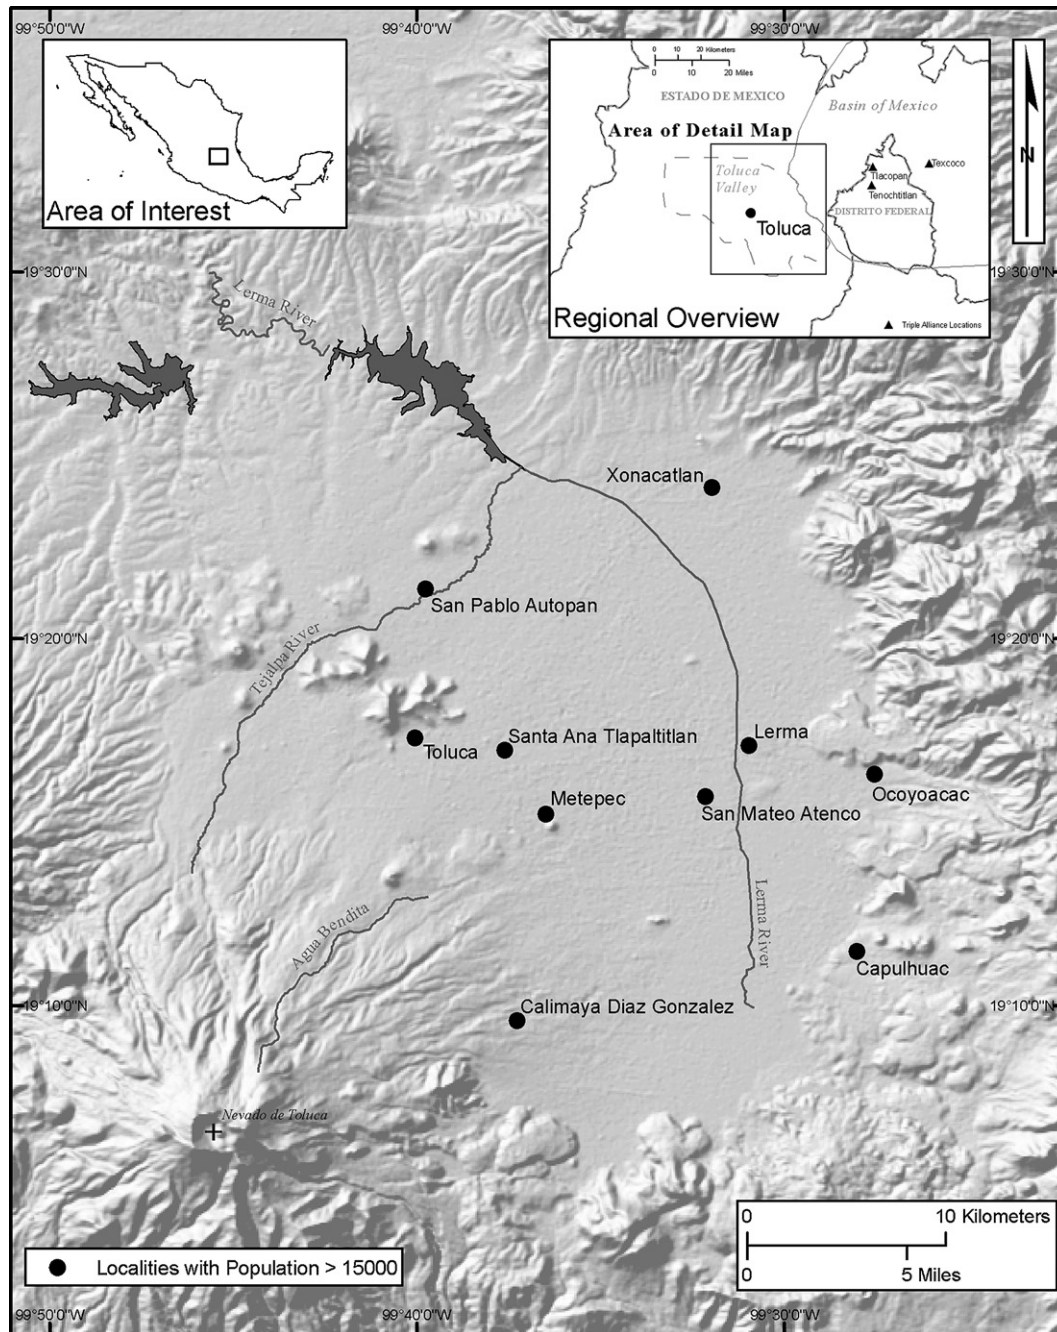 99°50'0"W
99°40'0"W
99°30'0"W
Area of Interest
0 10 20 Kilometers
0 10 20 Miles
ESTADO DE MEXICO
Basin of Mexico
Area of Detail Map
Toluca
Valley
Toluca
Texcoco
Tlacopan
Tenochtitlan
DISTRITO FEDERAL
Regional Overview
Triple Alliance Locations
N
19°30'0"N
19°30'0"N
Lerma River
Xonacatlan
San Pablo Autopan
19°20'0"N
19°20'0"N
Tejalpa River
Toluca
Santa Ana Tlapaltitlan
Lerma
Ocoyoacac
Metepec
San Mateo Atenco
Agua Bendita
Lerma River
Capulhuac
19°10'0"N
19°10'0"N
Calimaya Diaz Gonzalez
Nevado de Toluca
0 10 Kilometers
0 5 Miles
Localities with Population > 15000
99°50'0"W
99°40'0"W
99°30'0"W